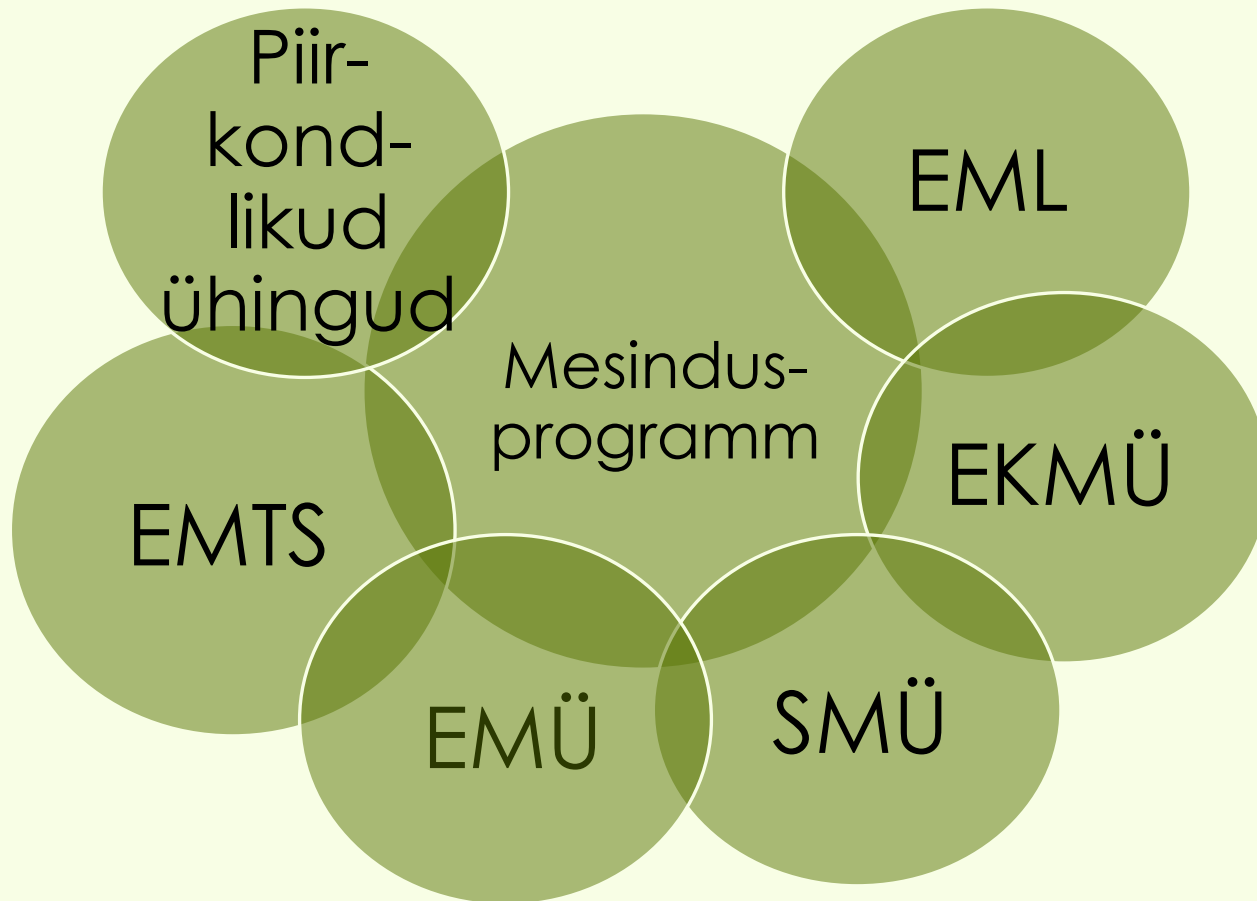 Piir-
kond-
likud
ühingud
EML
Mesindus-
programm
EKMÜ
EMTS
SMÜ
EMÜ